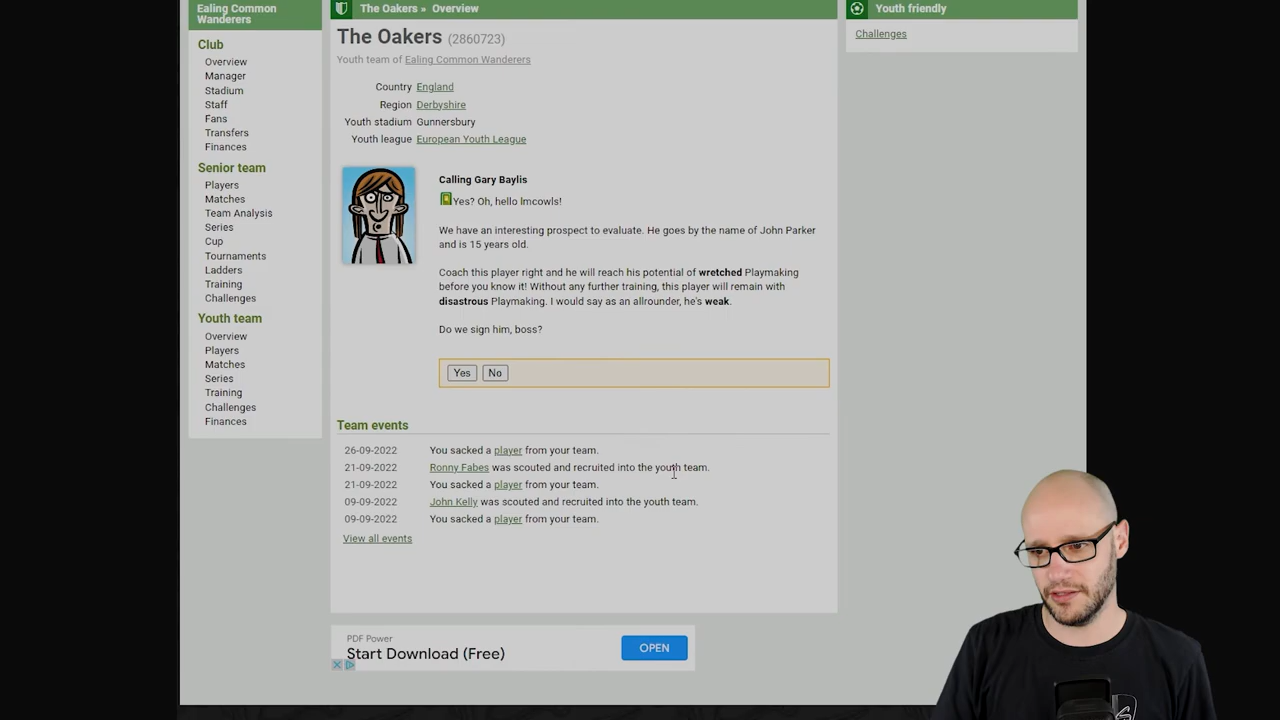 Ealing Common
Wanderers
Club
Overview
Manager
Stadium
Staff
Fans
Transfers
Finances
Senior team
Players
Matches
Team Analysis
Series
Cup
Tournaments
Ladders
Training
Challenges
Youth team
Overview
Players
Matches
Series
Training
Challenges
Finances
The Oakers » Overview
The Oakers (2860723)
Youth team of Ealing Common Wanderers
Country England
Region Derbyshire
Youth stadium Gunnersbury
Youth league European Youth League
Calling Gary Baylis
Yes? Oh, hello lmcowls!
We have an interesting prospect to evaluate. He goes by the name of John Parker
and is 15 years old.
Coach this player right and he will reach his potential of wretched Playmaking
before you know it! Without any further training, this player will remain with
disastrous Playmaking. I would say as an allrounder, he's weak.
Do we sign him, boss?
Yes No
Team events
26-09-2022 You sacked a player from your team.
21-09-2022 Ronny Fabes was scouted and recruited into the youth team.
21-09-2022 You sacked a player from your team.
09-09-2022 John Kelly was scouted and recruited into the youth team.
09-09-2022 You sacked a player from your team.
View all events
PDF Power
Start Download (Free)
OPEN
Youth friendly
Challenges